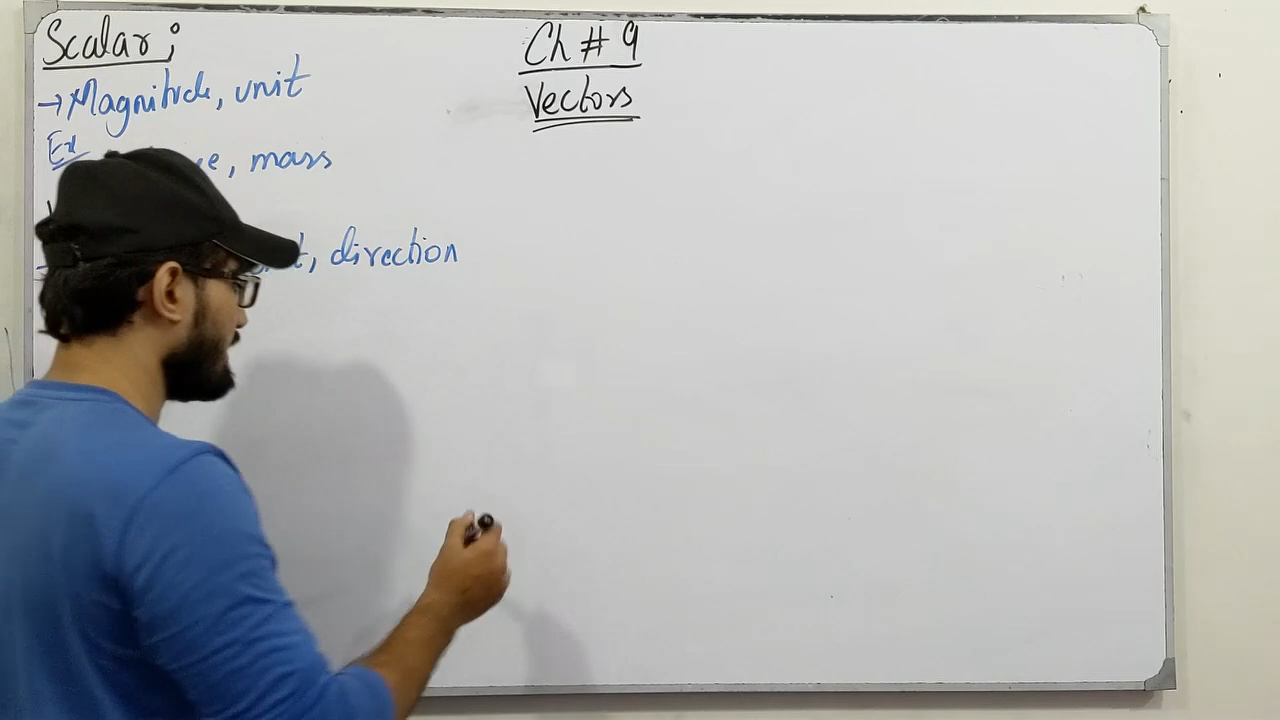 Scalar ;
Ch # 9
Vectors
→ Magnitude, unit
Ex
, mass
, direction